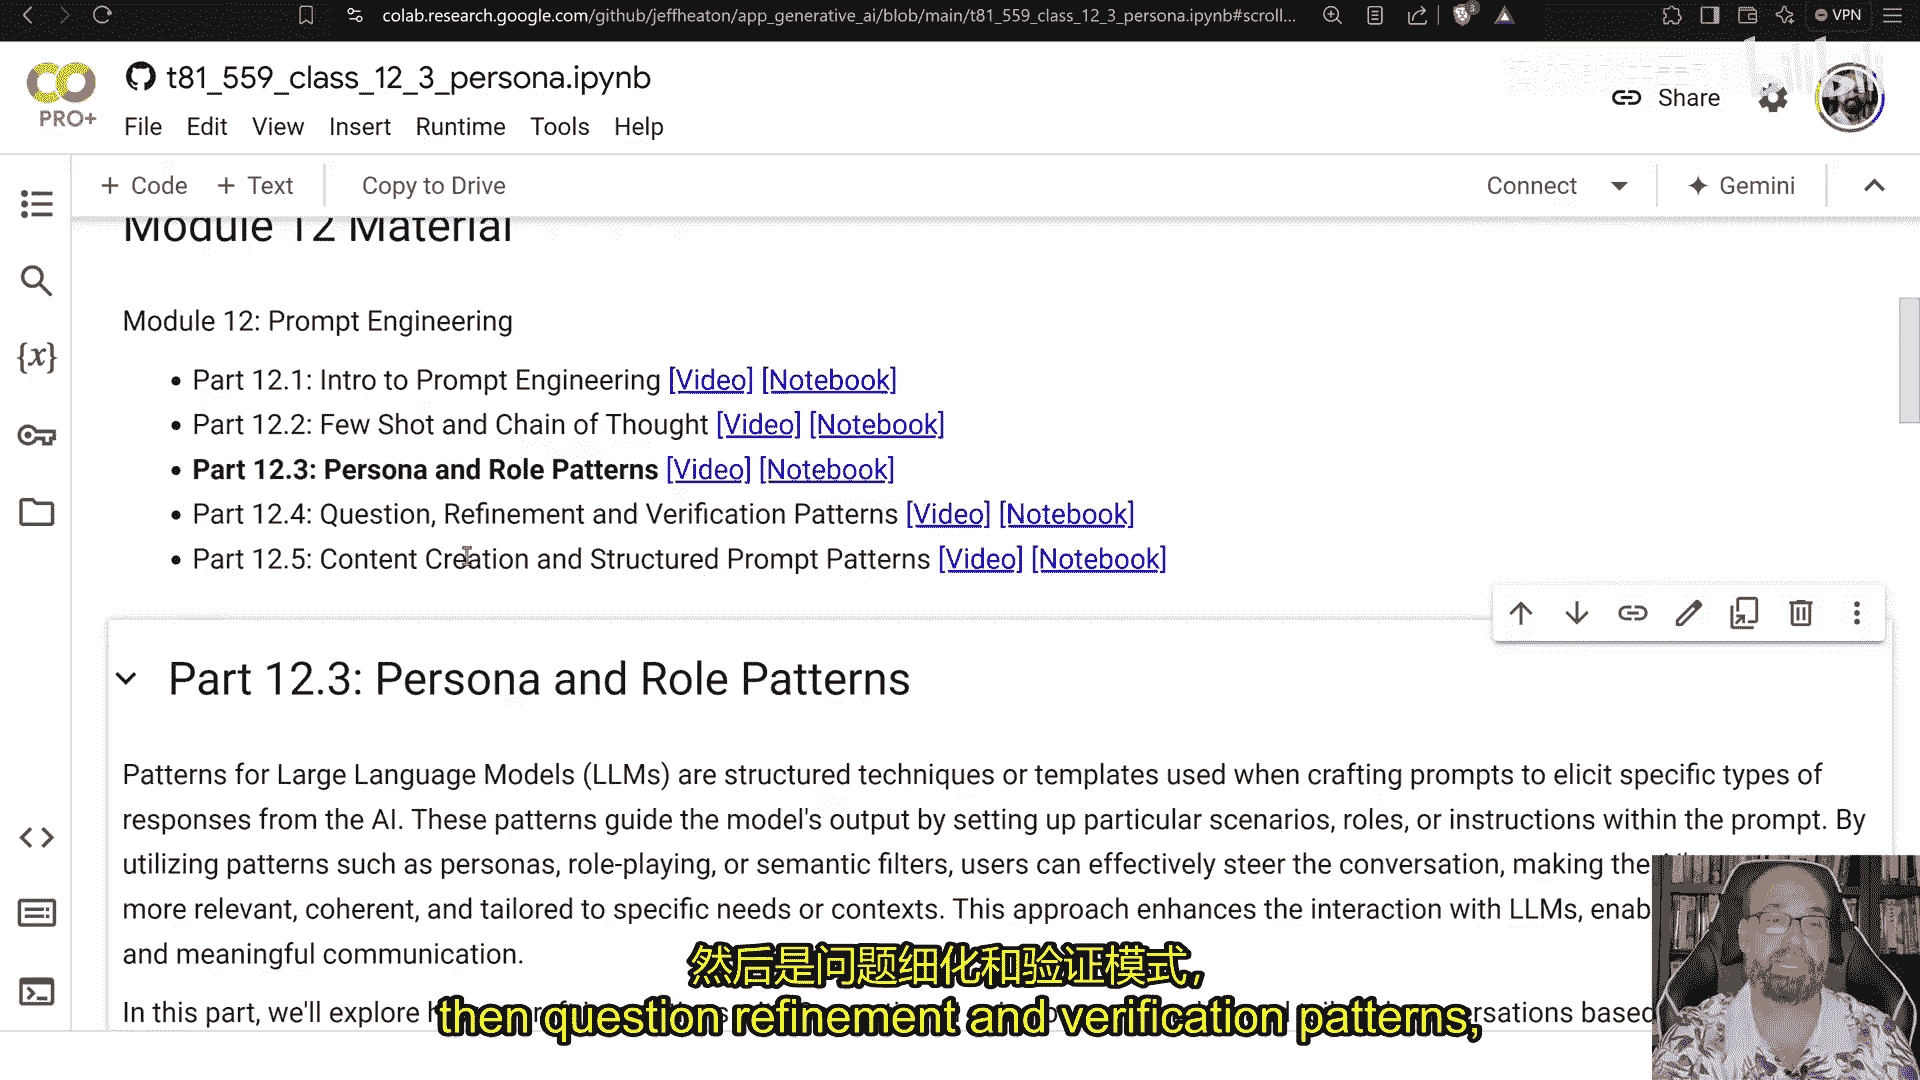 colab.research.google.com/github/jeffheaton/app_generative_ai/blob/main/t81_559_class_12_3_persona.ipynb#scroll...
3
VPN
t81_559_class_12_3_persona.ipynb
PRO+
File Edit View Insert Runtime Tools Help
Share
+ Code + Text Copy to Drive
Connect
Gemini
Module 12 Material
Module 12: Prompt Engineering
• Part 12.1: Intro to Prompt Engineering [Video] [Notebook]
• Part 12.2: Few Shot and Chain of Thought [Video] [Notebook]
• Part 12.3: Persona and Role Patterns [Video] [Notebook]
• Part 12.4: Question, Refinement and Verification Patterns [Video] [Notebook]
• Part 12.5: Content Creation and Structured Prompt Patterns [Video] [Notebook]
Part 12.3: Persona and Role Patterns
Patterns for Large Language Models (LLMs) are structured techniques or templates used when crafting prompts to elicit specific types of
responses from the AI. These patterns guide the model's output by setting up particular scenarios, roles, or instructions within the prompt. By
utilizing patterns such as personas, role-playing, or semantic filters, users can effectively steer the conversation, making the
more relevant, coherent, and tailored to specific needs or contexts. This approach enhances the interaction with LLMs, enab
and meaningful communication.
In this part, we'll explore
然后是问题细化和验证模式,
then question refinement and verification patterns,